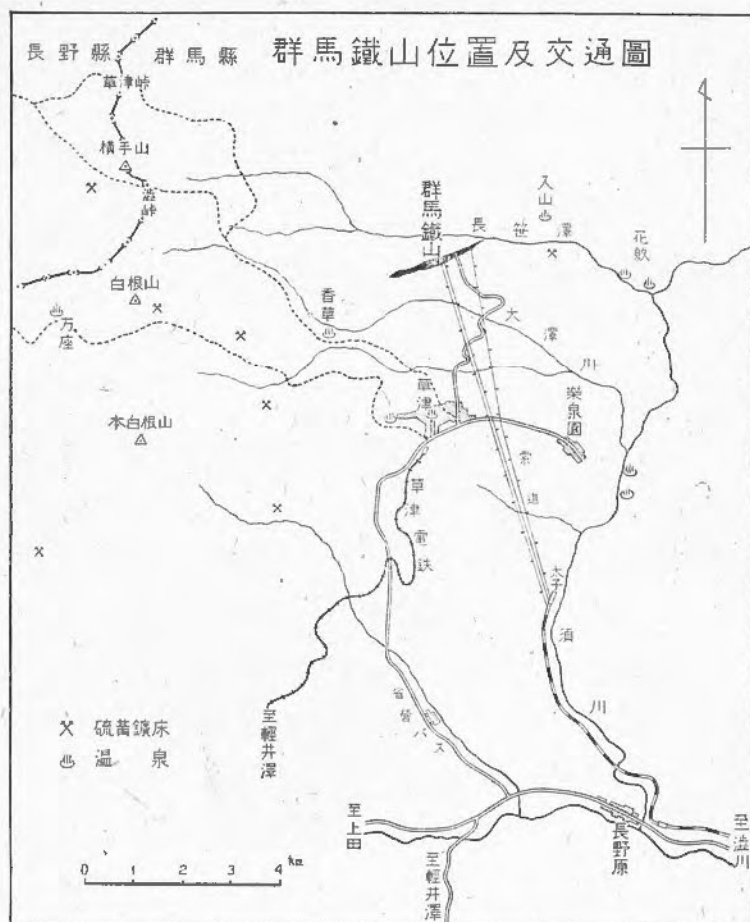 群馬鐵山位置及交通圖
長野縣
群馬縣
草津峠
横手山
澁峠
白根山
万座
本白根山
香草
群馬鐵山
長笹澤
入山
花敷
大澤川
草津
樂泉園
索道
草津電鉄
太子
須川
省営バス
至輕井澤
至上田
至輕井澤
長野原
至澁川
硫黄鑛床
温泉
0 1 2 3 4 km